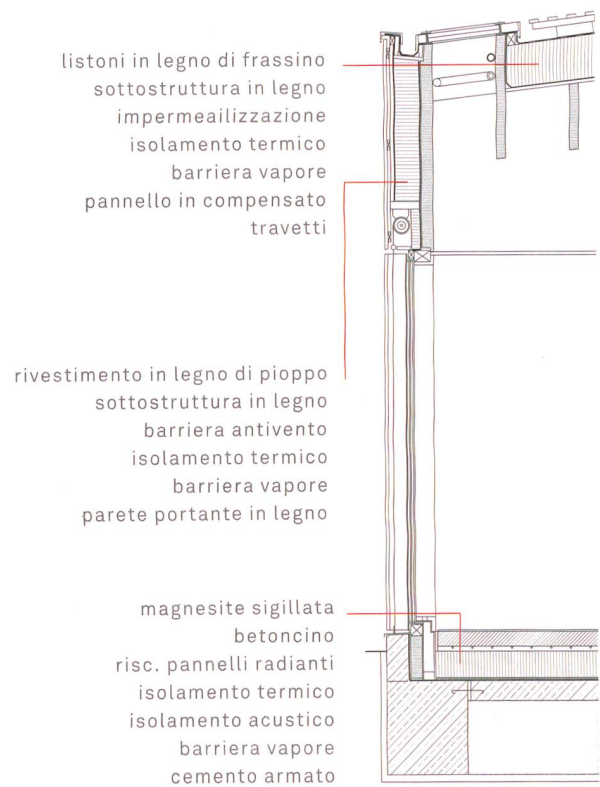 listoni in legno di frassino
sottostruttura in legno
impermeailizzazione
isolamento termico
barriera vapore
pannello in compensato
travetti
rivestimento in legno di pioppo
sottostruttura in legno
barriera antivento
isolamento termico
barriera vapore
parete portante in legno
magnesite sigillata
betoncino
risc. pannelli radianti
isolamento termico
isolamento acustico
barriera vapore
cemento armato